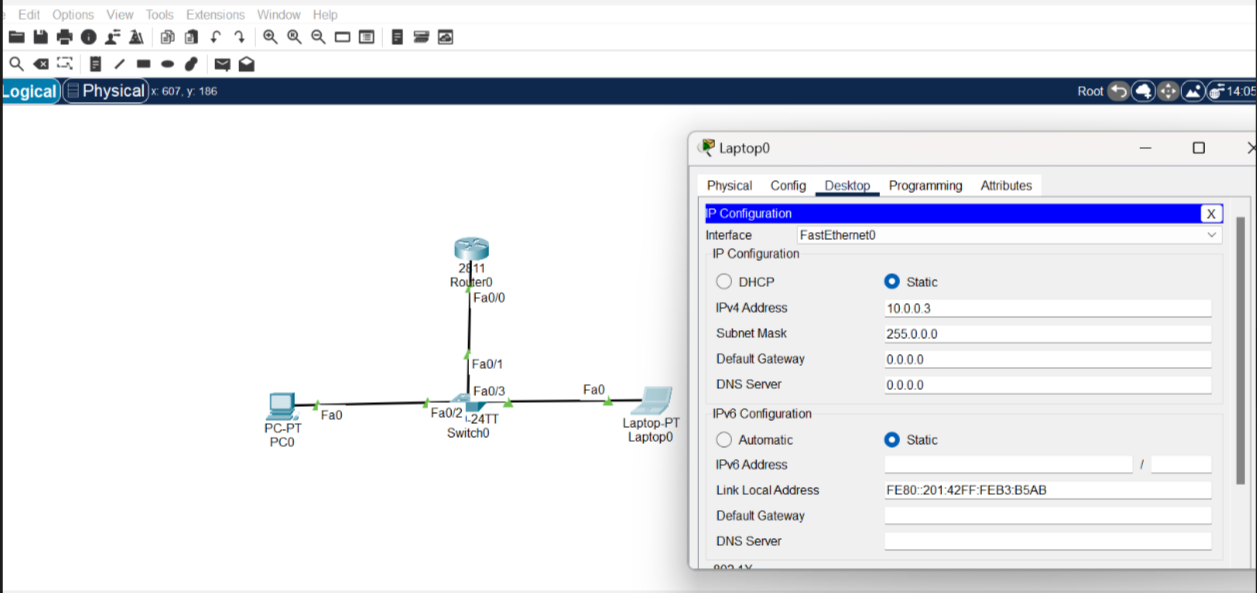 Edit Options View Tools Extensions Window Help
Logical Physical x: 607, y: 186 Root 14:05
2811
Router0
Fa0/0
Fa0/1
Fa0/3
Fa0
Fa0/2
Fa0
-24TT
Switch0
PC-PT
PC0
Laptop-PT
Laptop0
Laptop0
Physical Config Desktop Programming Attributes
IP Configuration X
Interface FastEthernet0
IP Configuration
DHCP Static
IPv4 Address 10.0.0.3
Subnet Mask 255.0.0.0
Default Gateway 0.0.0.0
DNS Server 0.0.0.0
IPv6 Configuration
Automatic Static
IPv6 Address /
Link Local Address FE80::201:42FF:FEB3:B5AB
Default Gateway
DNS Server